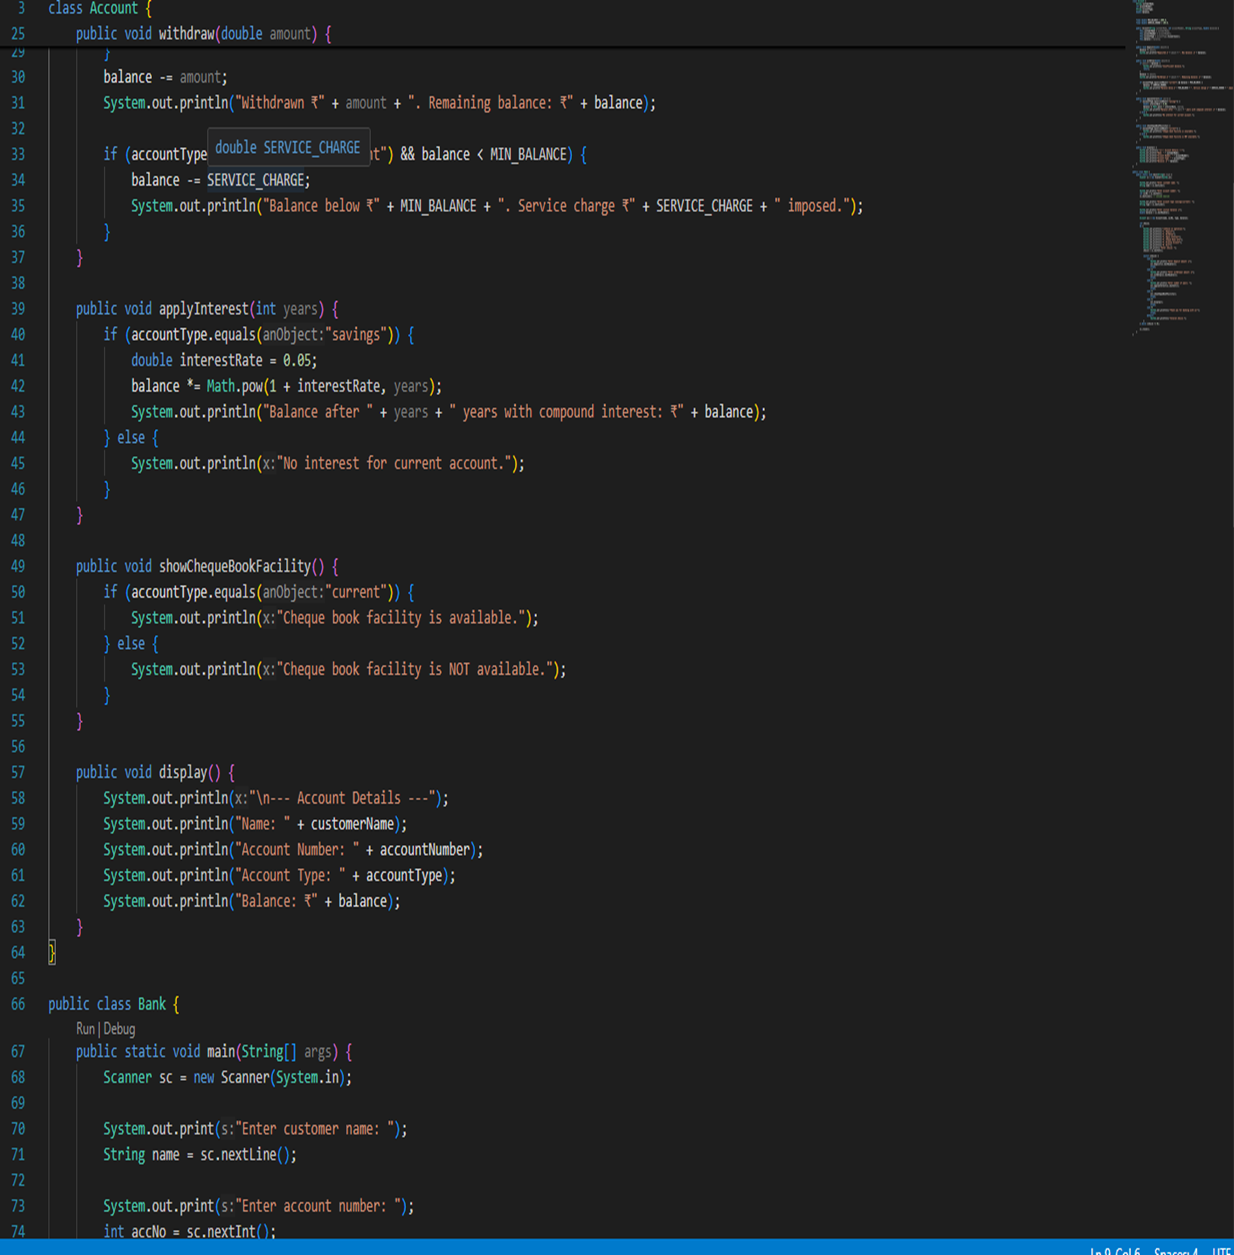 3 class Account {
25 public void withdraw(double amount) {
29 }
30 balance -= amount;
31 System.out.println("Withdrawn ₹" + amount + ". Remaining balance: ₹" + balance);
32
double SERVICE_CHARGE
33 if (accountType t") && balance < MIN_BALANCE) {
34 balance -= SERVICE_CHARGE;
35 System.out.println("Balance below ₹" + MIN_BALANCE + ". Service charge ₹" + SERVICE_CHARGE + " imposed.");
36 }
37 }
38
39 public void applyInterest(int years) {
40 if (accountType.equals(anObject:"savings")) {
41 double interestRate = 0.05;
42 balance *= Math.pow(1 + interestRate, years);
43 System.out.println("Balance after " + years + " years with compound interest: ₹" + balance);
44 } else {
45 System.out.println(x:"No interest for current account.");
46 }
47 }
48
49 public void showChequeBookFacility() {
50 if (accountType.equals(anObject:"current")) {
51 System.out.println(x:"Cheque book facility is available.");
52 } else {
53 System.out.println(x:"Cheque book facility is NOT available.");
54 }
55 }
56
57 public void display() {
58 System.out.println(x:"\n--- Account Details ---");
59 System.out.println("Name: " + customerName);
60 System.out.println("Account Number: " + accountNumber);
61 System.out.println("Account Type: " + accountType);
62 System.out.println("Balance: ₹" + balance);
63 }
64 }
65
66 public class Bank {
Run | Debug
67 public static void main(String[] args) {
68 Scanner sc = new Scanner(System.in);
69
70 System.out.print(s:"Enter customer name: ");
71 String name = sc.nextLine();
72
73 System.out.print(s:"Enter account number: ");
74 int accNo = sc.nextInt();
Ln 9, Col 6 Spaces: 4 UTF